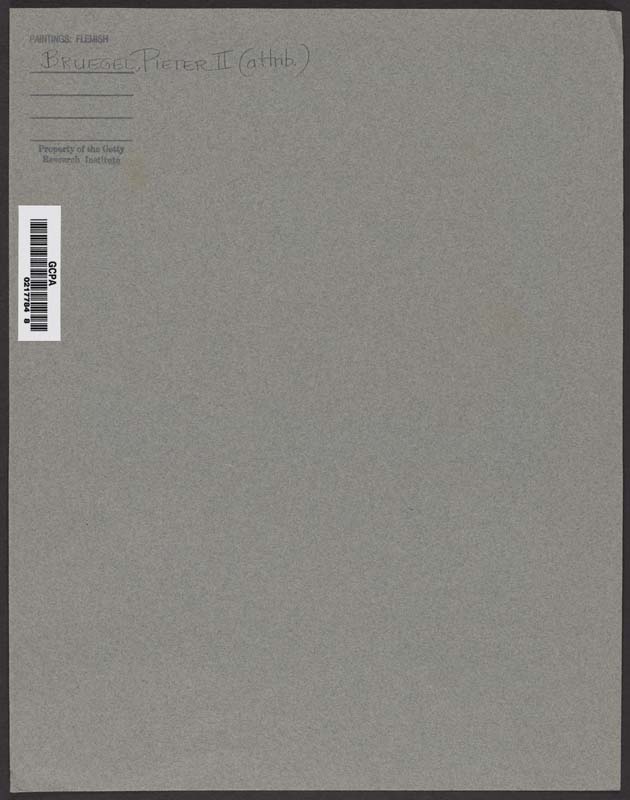 PAINTINGS: FLEMISH
BRUEGEL, PIETER II (attrib.)
Property of the Getty
Research Institute
GCPA
0217784 8